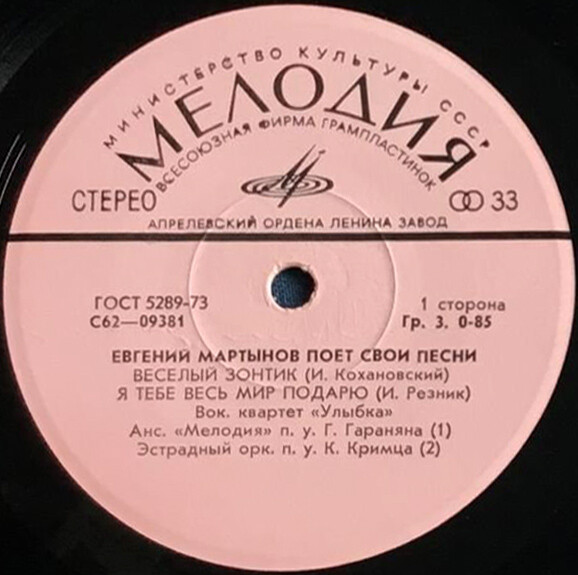 МИНИСТЕРСТВО КУЛЬТУРЫ СССР
МЕЛОДИЯ
ВСЕСОЮЗНАЯ ФИРМА ГРАМПЛАСТИНОК
СТЕРЕО
33
АПРЕЛЕВСКИЙ ОРДЕНА ЛЕНИНА ЗАВОД
ГОСТ 5289-73
1 сторона
С62—09381
Гр. 3. 0-85
ЕВГЕНИЙ МАРТЫНОВ ПОЕТ СВОИ ПЕСНИ
ВЕСЕЛЫЙ ЗОНТИК (И. Кохановский)
Я ТЕБЕ ВЕСЬ МИР ПОДАРЮ (И. Резник)
Вок. квартет «Улыбка»
Анс. «Мелодия» п. у. Г. Гараняна (1)
Эстрадный орк. п. у. К. Кримца (2)